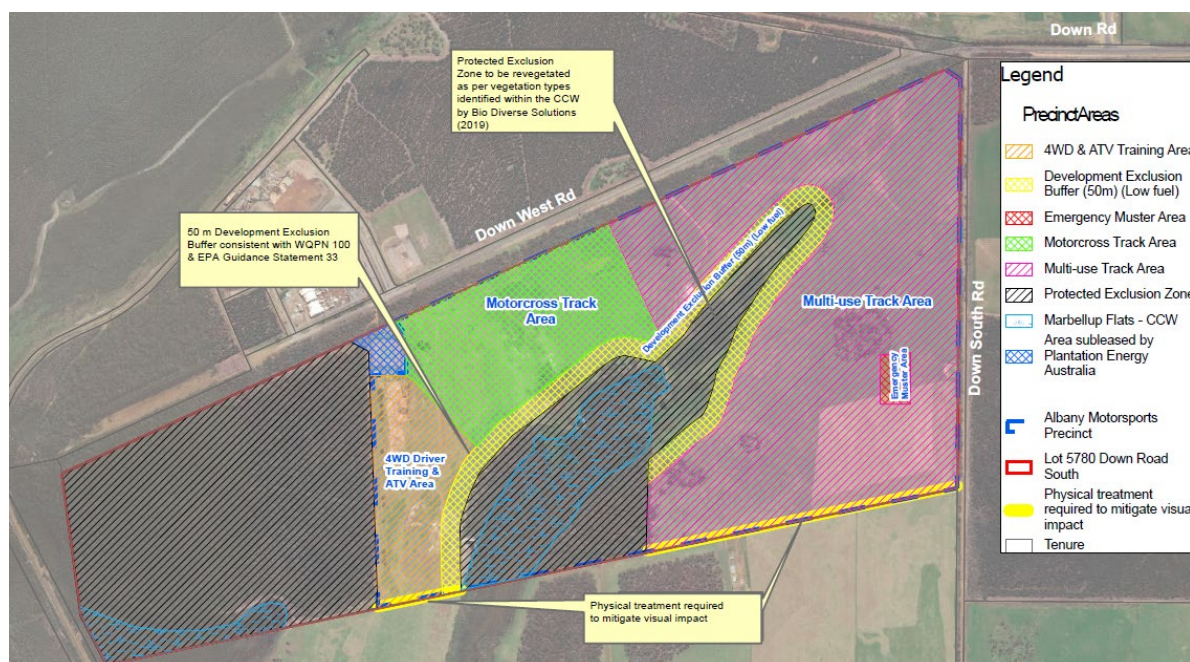 Down Rd
Protected Exclusion
Zone to be revegetated
as per vegetation types
identified within the CCW
by Bio Diverse Solutions
(2019)
Down West Rd
50 m Development Exclusion
Buffer consistent with WQPN 100
& EPA Guidance Statement 33
Development Exclusion Buffer (50m) (Low fuel)
Motorcross Track
Area
Multi-use Track Area
Emergency
Muster Area
Down South Rd
4WD Driver
Training &
ATV Area
Physical treatment required
to mitigate visual impact
Legend
PrecinctAreas
4WD & ATV Training Area
Development Exclusion
Buffer (50m) (Low fuel)
Emergency Muster Area
Motorcross Track Area
Multi-use Track Area
Protected Exclusion Zone
Marbellup Flats - CCW
Area subleased by
Plantation Energy
Australia
Albany Motorsports
Precinct
Lot 5780 Down Road
South
Physical treatment
required to mitigate visual
impact
Tenure